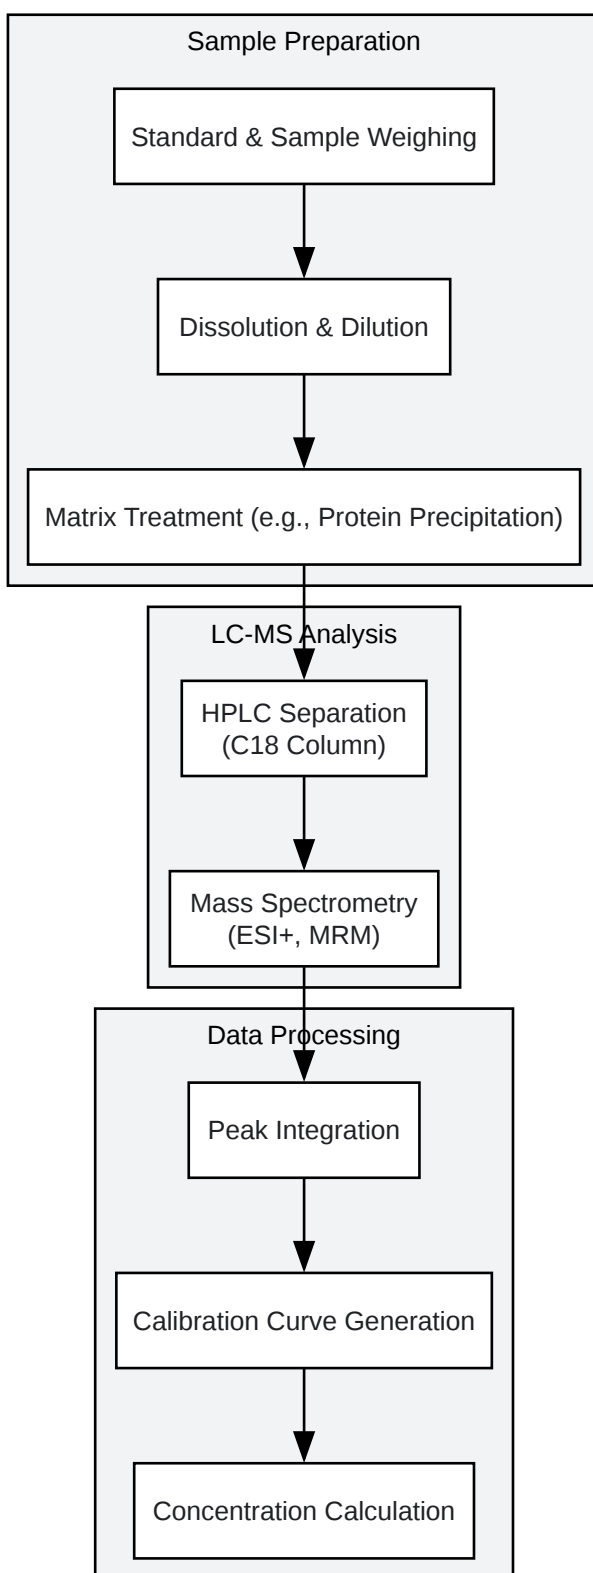 Sample Preparation
Standard & Sample Weighing
Dissolution & Dilution
Matrix Treatment (e.g., Protein Precipitation)
LC-MS Analysis
HPLC Separation
(C18 Column)
Mass Spectrometry
(ESI+, MRM)
Data Processing
Peak Integration
Calibration Curve Generation
Concentration Calculation